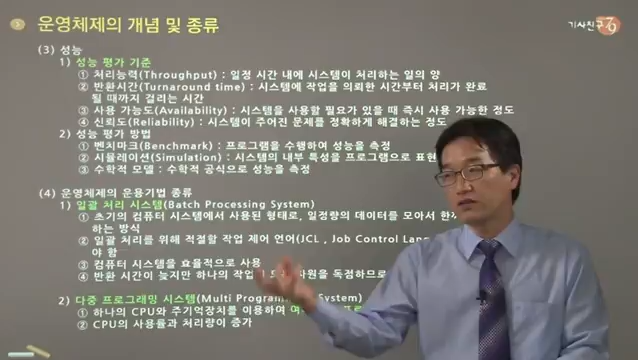 5 운영체제의 개념 및 종류
기사친구
(3) 성능
1) 성능 평가 기준
① 처리능력(Throughput) : 일정 시간 내에 시스템이 처리하는 일의 양
② 반환시간(Turnaround time) : 시스템에 작업을 의뢰한 시간부터 처리가 완료
될 때까지 걸리는 시간
③ 사용 가능도(Availability) : 시스템을 사용할 필요가 있을 때 즉시 사용 가능한 정도
④ 신뢰도(Reliability) : 시스템이 주어진 문제를 정확하게 해결하는 정도
2) 성능 평가 방법
① 벤치마크(Benchmark) : 프로그램을 수행하여 성능을 측정
② 시뮬레이션(Simulation) : 시스템의 내부 특성을 프로그램으로 표현
③ 수학적 모델 : 수학적 공식으로 성능을 측정
(4) 운영체제의 운용기법 종류
1) 일괄 처리 시스템(Batch Processing System)
① 초기의 컴퓨터 시스템에서 사용된 형태로, 일정량의 데이터를 모아서
하는 방식
② 일괄 처리를 위해 적절할 작업 제어 언어(JCL , Job Control
야 함
③ 컴퓨터 시스템을 효율적으로 사용
④ 반환 시간이 늦지만 하나의 작업 자원을 독점하므로
2) 다중 프로그래밍 시스템(Multi System)
① 하나의 CPU와 주기억장치를 이용하여
② CPU의 사용률과 처리량이 증가